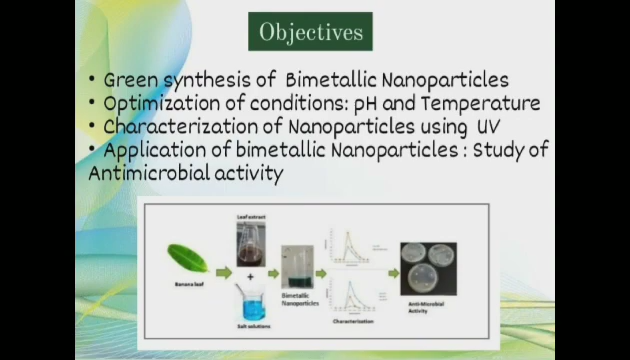 Objectives
• Green synthesis of Bimetallic Nanoparticles
• Optimization of conditions: pH and Temperature
• Characterization of Nanoparticles using UV
• Application of bimetallic Nanoparticles : Study of
Antimicrobial activity
Leaf extract
Banana leaf
+
Salt solutions
Bimetallic
Nanoparticles
Characterization
Anti-Microbial
Activity